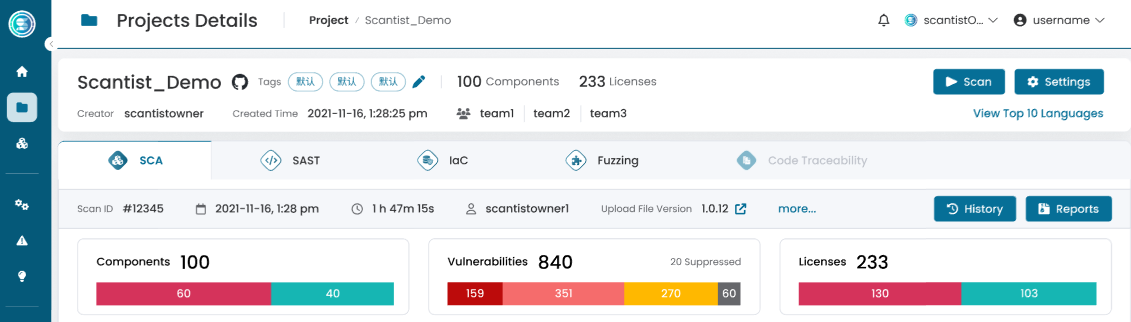 Projects Details Project / Scantist_Demo scantistO... username
Scantist_Demo Tags 默认 默认 默认 100 Components 233 Licenses Scan Settings
Creator scantistowner Created Time 2021-11-16, 1:28:25 pm team1 team2 team3 View Top 10 Languages
SCA SAST IaC Fuzzing Code Traceability
Scan ID #12345 2021-11-16, 1:28 pm 1 h 47m 15s scantistowner1 Upload File Version 1.0.12 more... History Reports
Components 100 Vulnerabilities 840 20 Suppressed Licenses 233
60 40 159 351 270 60 130 103